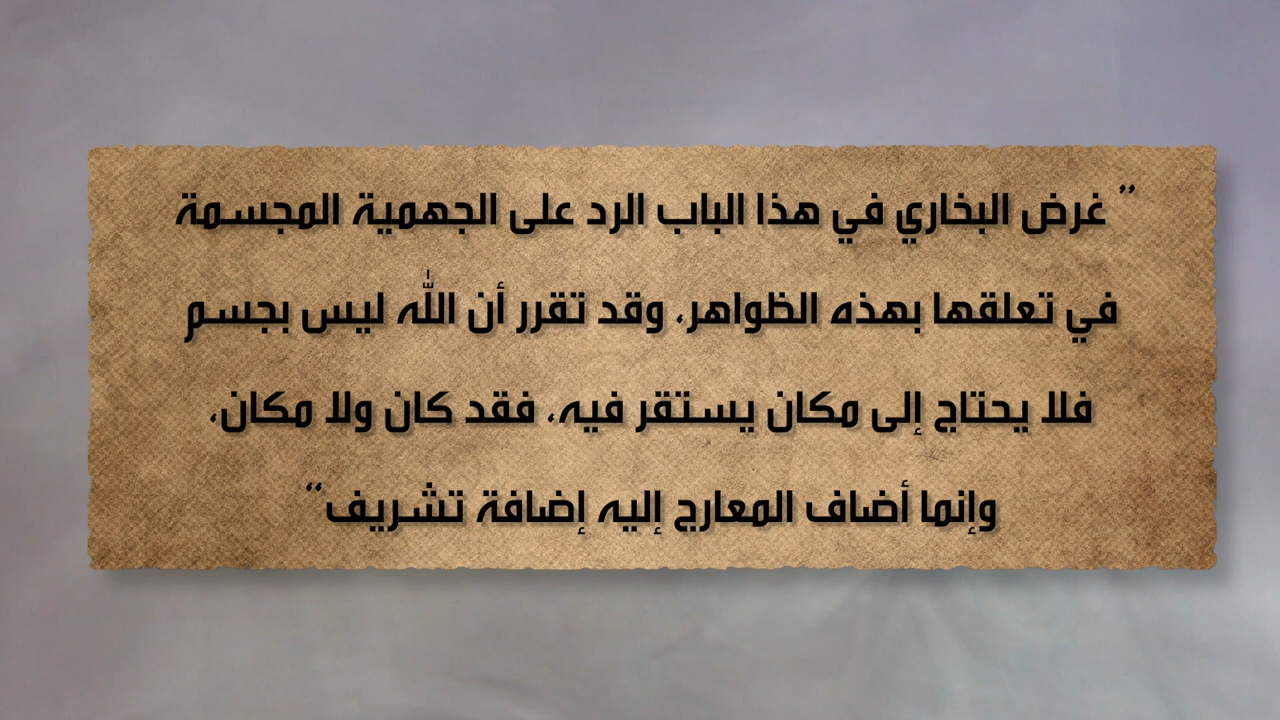 ” غرض البخاري في هذا الباب الرد على الجهمية المجسمة
في تعلقها بهذه الظواهر، وقد تقرر أن الله ليس بجسم
فلا يحتاج إلى مكان يستقر فيه، فقد كان ولا مكان،
وإنما أضاف المعارج إليه إضافة تشريف“